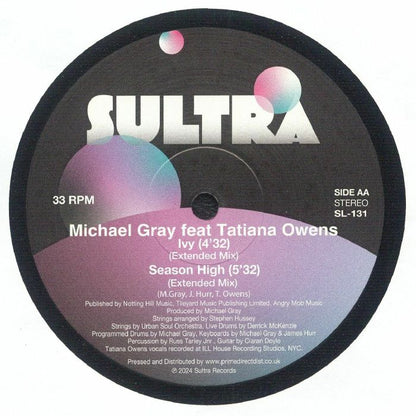 SULTRA
33 RPM
SIDE AA
STEREO
SL-131
Michael Gray feat Tatiana Owens
Ivy (4'32)
(Extended Mix)
Season High (5'32)
(Extended Mix)
(M.Gray, J. Hurr, T. Owens)
Published by Notting Hill Music, Tileyard Music Publishing Limited, Angry Mob Music
Produced by Michael Gray
Strings arranged by Stephen Hussey
Strings by Urban Soul Orchestra, Live Drums by Derrick McKenzie
Programmed Drums by Michael Gray, Keyboards by Michael Gray & James Hurr
Percussion by Russ Tarley Jnr., Guitar by Ciaran Deyle
Tatiana Owens vocals recorded at ILL House Recording Studios, NYC.
Pressed and Distributed by www.primedirectdist.co.uk
℗ 2024 Sultra Records